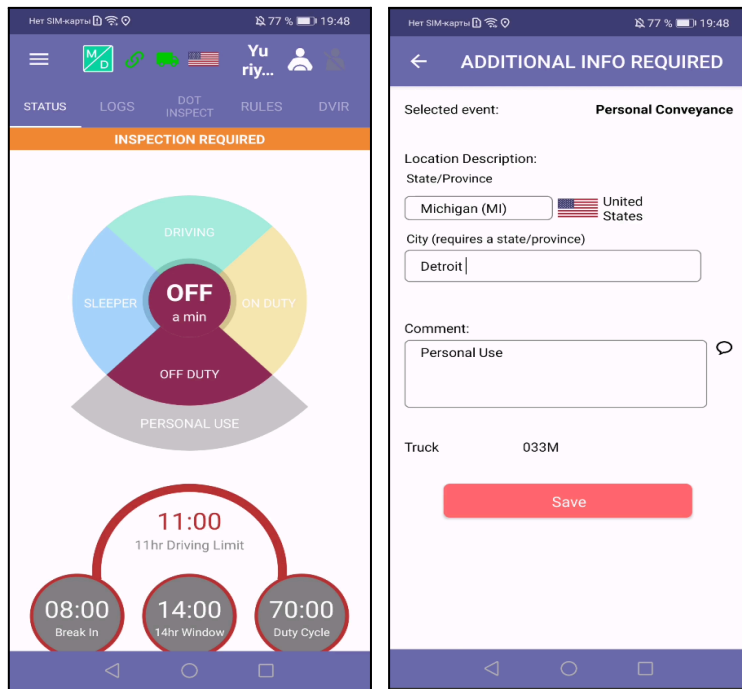 Нет SIM-карты
77 %
19:48
M/D
Yu
riy...
STATUS
LOGS
DOT
INSPECT
RULES
DVIR
INSPECTION REQUIRED
DRIVING
SLEEPER
OFF
a min
ON DUTY
OFF DUTY
PERSONAL USE
11:00
11hr Driving Limit
08:00
Break In
14:00
14hr Window
70:00
Duty Cycle
Нет SIM-карты
77 %
19:48
ADDITIONAL INFO REQUIRED
Selected event: Personal Conveyance
Location Description:
State/Province
Michigan (MI)
United
States
City (requires a state/province)
Detroit
Comment:
Personal Use
Truck 033M
Save